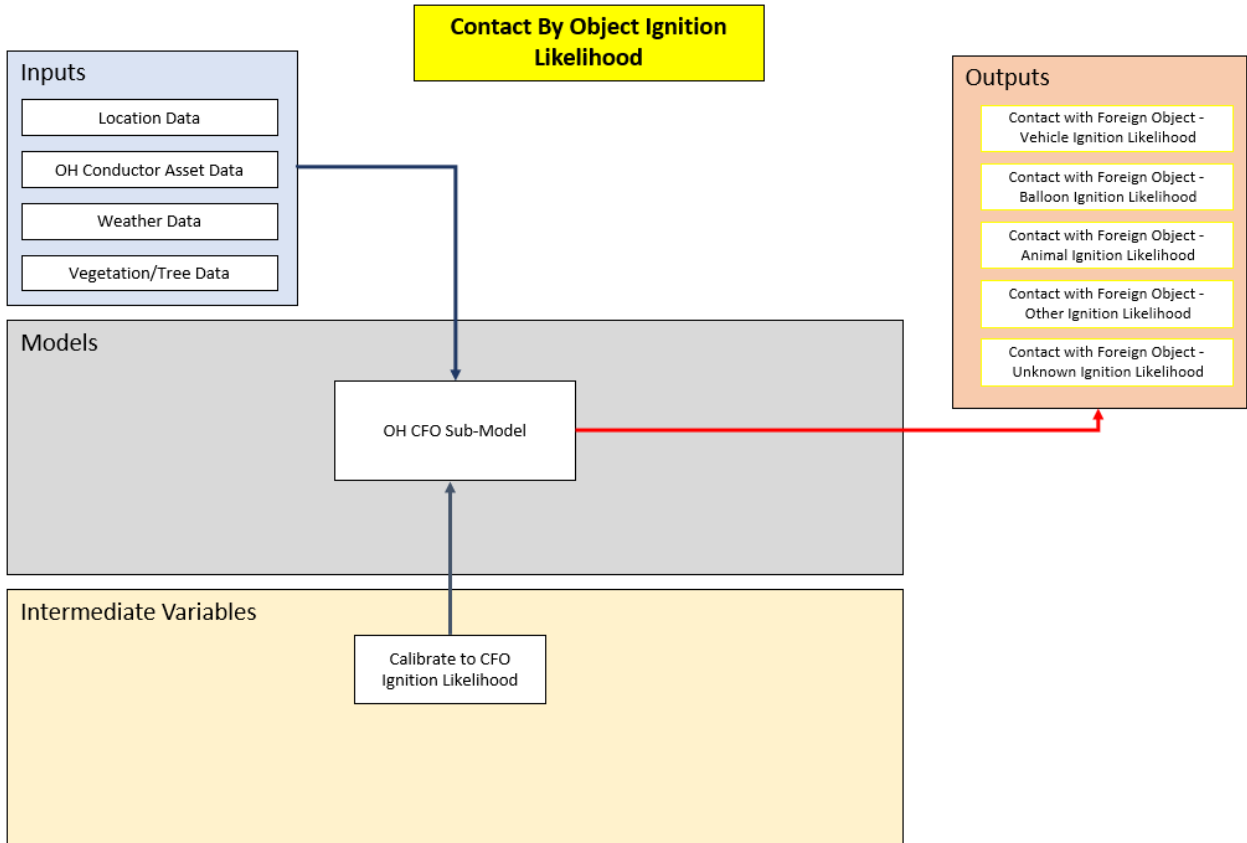 Contact By Object Ignition
Likelihood
Inputs
Location Data
OH Conductor Asset Data
Weather Data
Vegetation/Tree Data
Outputs
Contact with Foreign Object -
Vehicle Ignition Likelihood
Contact with Foreign Object -
Balloon Ignition Likelihood
Contact with Foreign Object -
Animal Ignition Likelihood
Contact with Foreign Object -
Other Ignition Likelihood
Contact with Foreign Object -
Unknown Ignition Likelihood
Models
OH CFO Sub-Model
Intermediate Variables
Calibrate to CFO
Ignition Likelihood